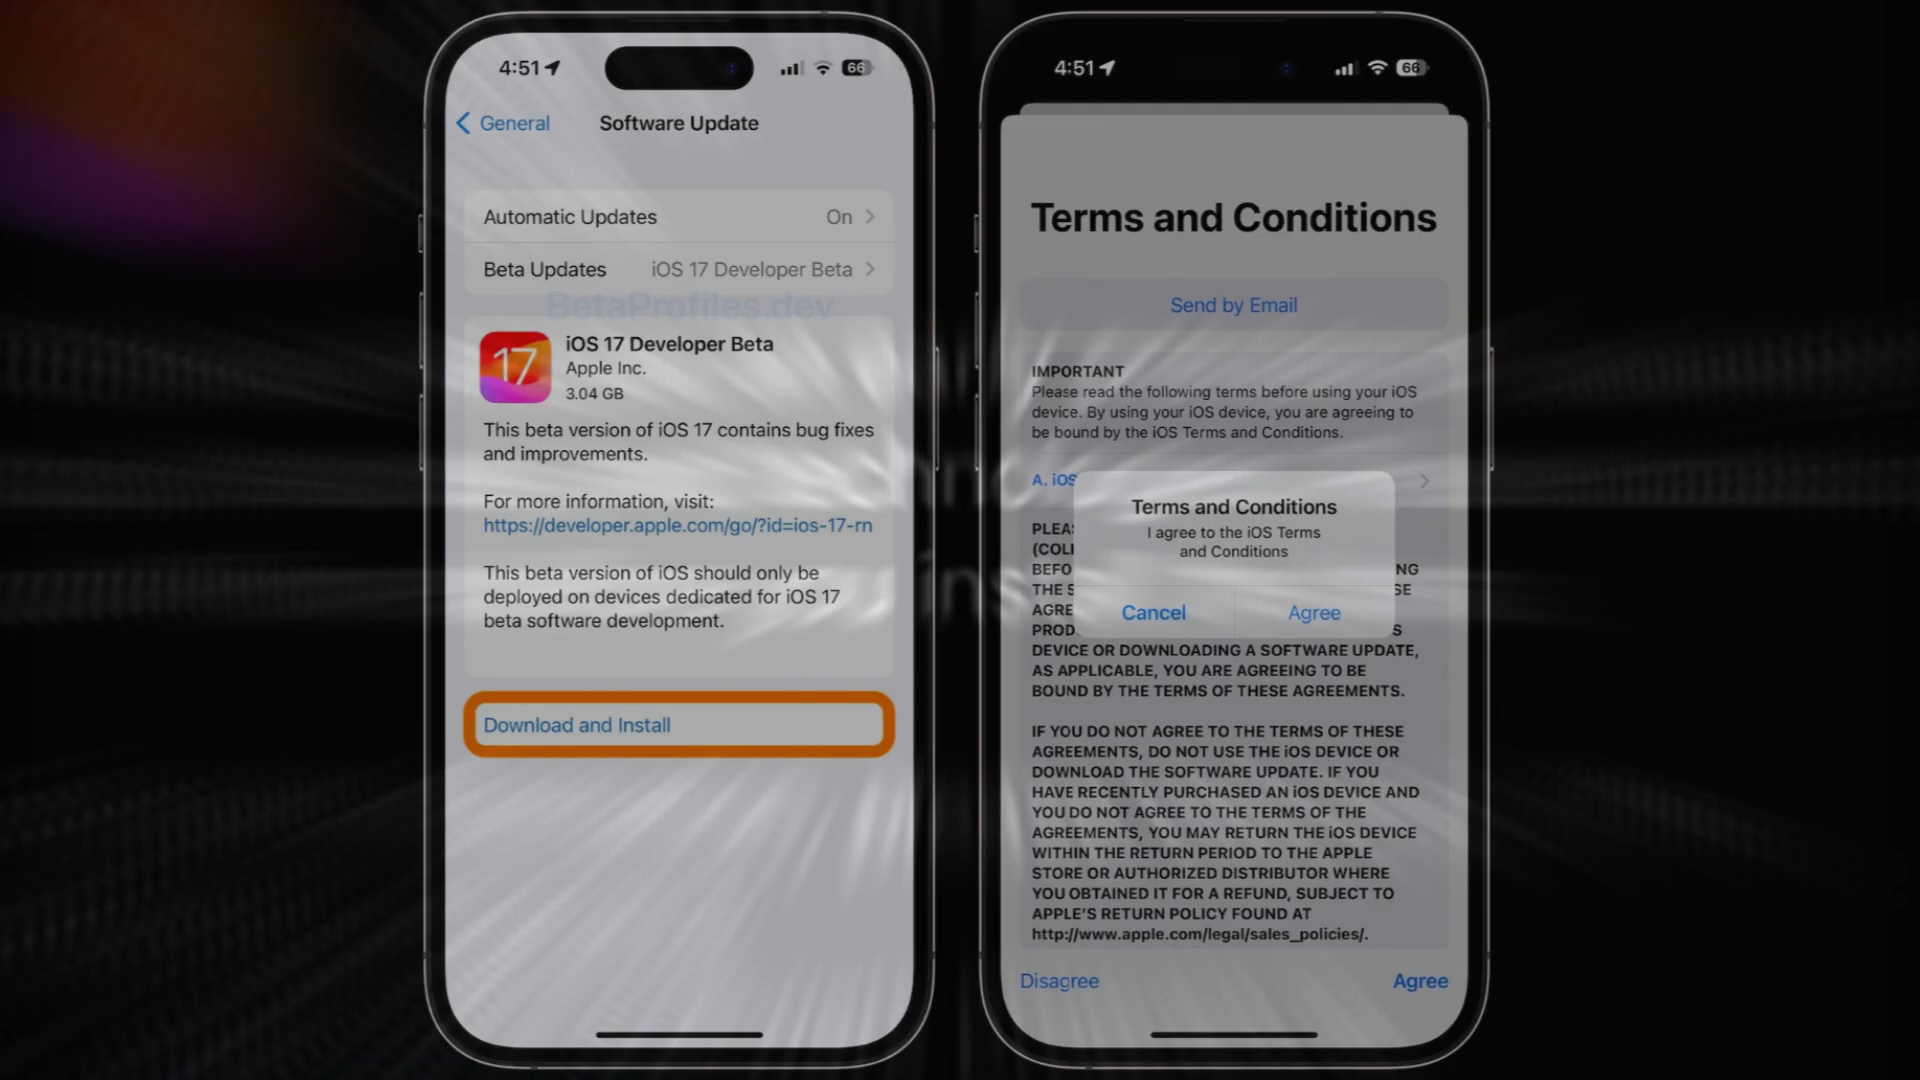 4:51
66
General
Software Update
Automatic Updates
On
Beta Updates
iOS 17 Developer Beta
BetaProfiles.dev
17
iOS 17 Developer Beta
Apple Inc.
3.04 GB
This beta version of iOS 17 contains bug fixes
and improvements.
For more information, visit:
https://developer.apple.com/go/?id=ios-17-rn
This beta version of iOS should only be
deployed on devices dedicated for iOS 17
beta software development.
Download and Install
4:51
66
Terms and Conditions
Send by Email
IMPORTANT
Please read the following terms before using your iOS
device. By using your iOS device, you are agreeing to
be bound by the iOS Terms and Conditions.
A. iOS
Terms and Conditions
I agree to the iOS Terms
and Conditions
Cancel
Agree
DEVICE OR DOWNLOADING A SOFTWARE UPDATE,
AS APPLICABLE, YOU ARE AGREEING TO BE
BOUND BY THE TERMS OF THESE AGREEMENTS.
IF YOU DO NOT AGREE TO THE TERMS OF THESE
AGREEMENTS, DO NOT USE THE iOS DEVICE OR
DOWNLOAD THE SOFTWARE UPDATE. IF YOU
HAVE RECENTLY PURCHASED AN iOS DEVICE AND
YOU DO NOT AGREE TO THE TERMS OF THE
AGREEMENTS, YOU MAY RETURN THE iOS DEVICE
WITHIN THE RETURN PERIOD TO THE APPLE
STORE OR AUTHORIZED DISTRIBUTOR WHERE
YOU OBTAINED IT FOR A REFUND, SUBJECT TO
APPLE'S RETURN POLICY FOUND AT
http://www.apple.com/legal/sales_policies/.
Disagree
Agree